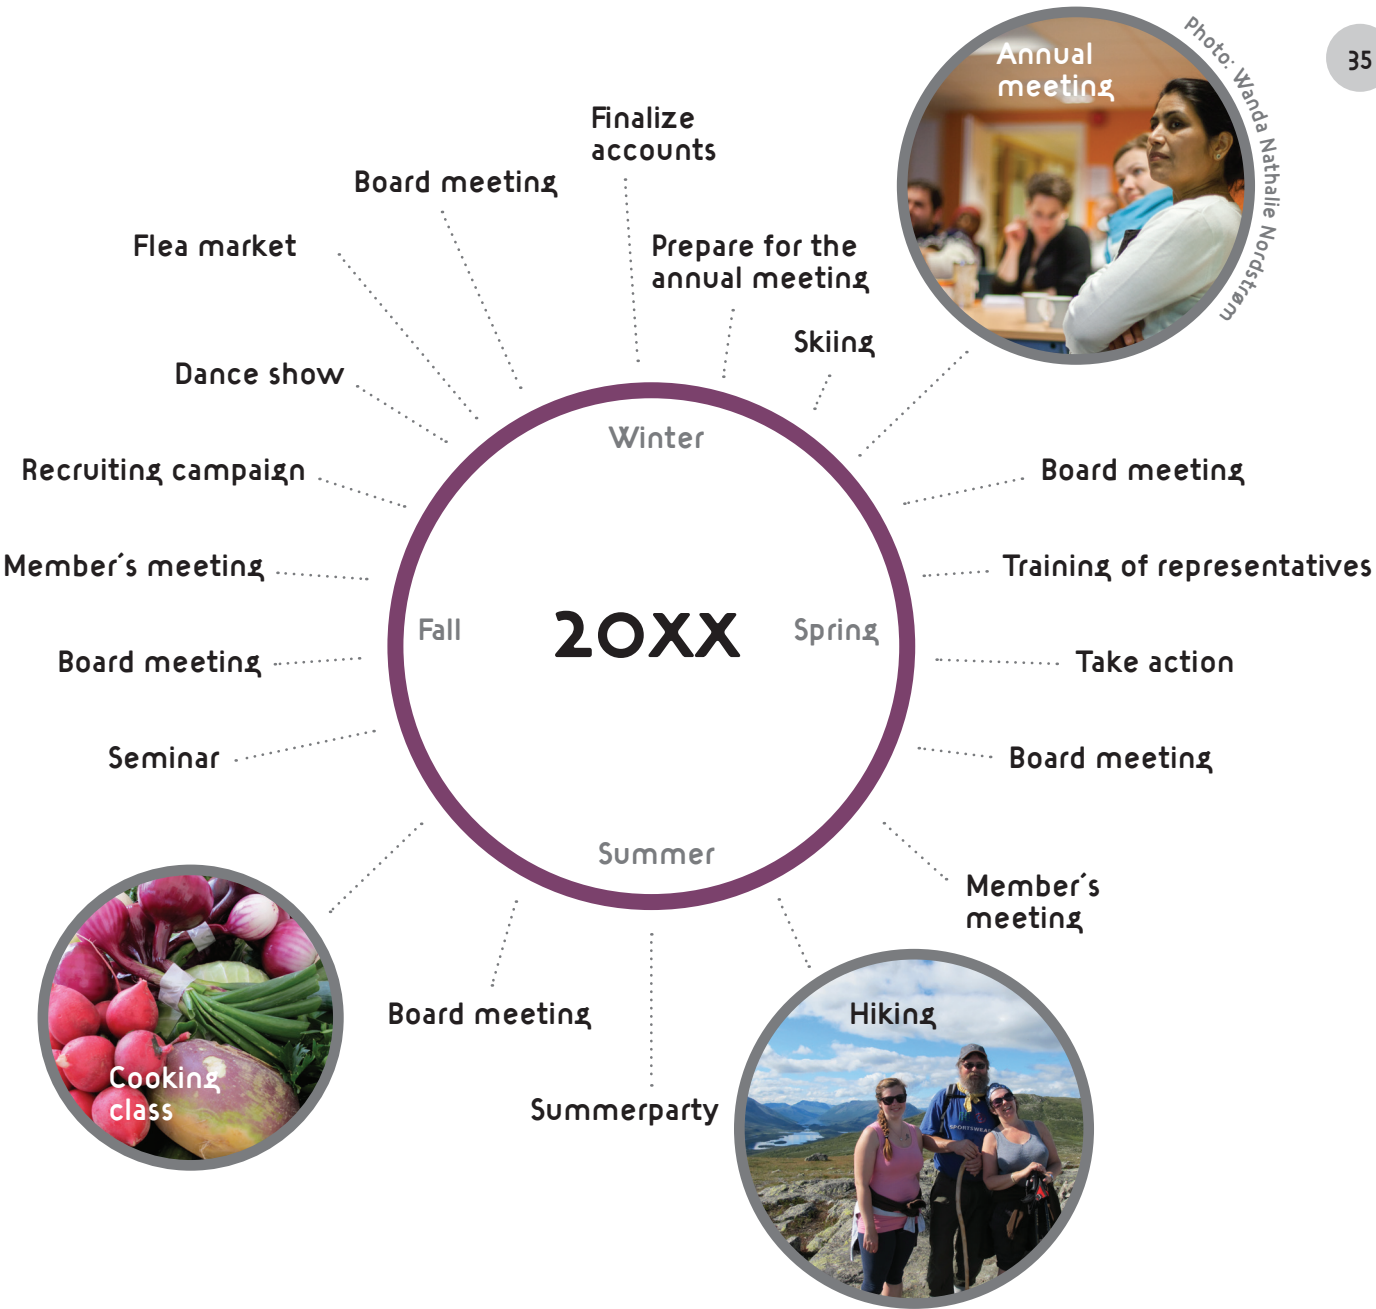 35
Photo: Wanda Nathalie Nordstrøm
Annual
meeting
Finalize
accounts
Board meeting
Flea market
Prepare for the
annual meeting
Skiing
Dance show
Winter
Recruiting campaign
Board meeting
Member´s meeting
Training of representatives
Fall
20XX
Spring
Board meeting
Take action
Seminar
Board meeting
Summer
Member´s
meeting
Board meeting
Hiking
Cooking
class
Summerparty
SPORTSWEAR